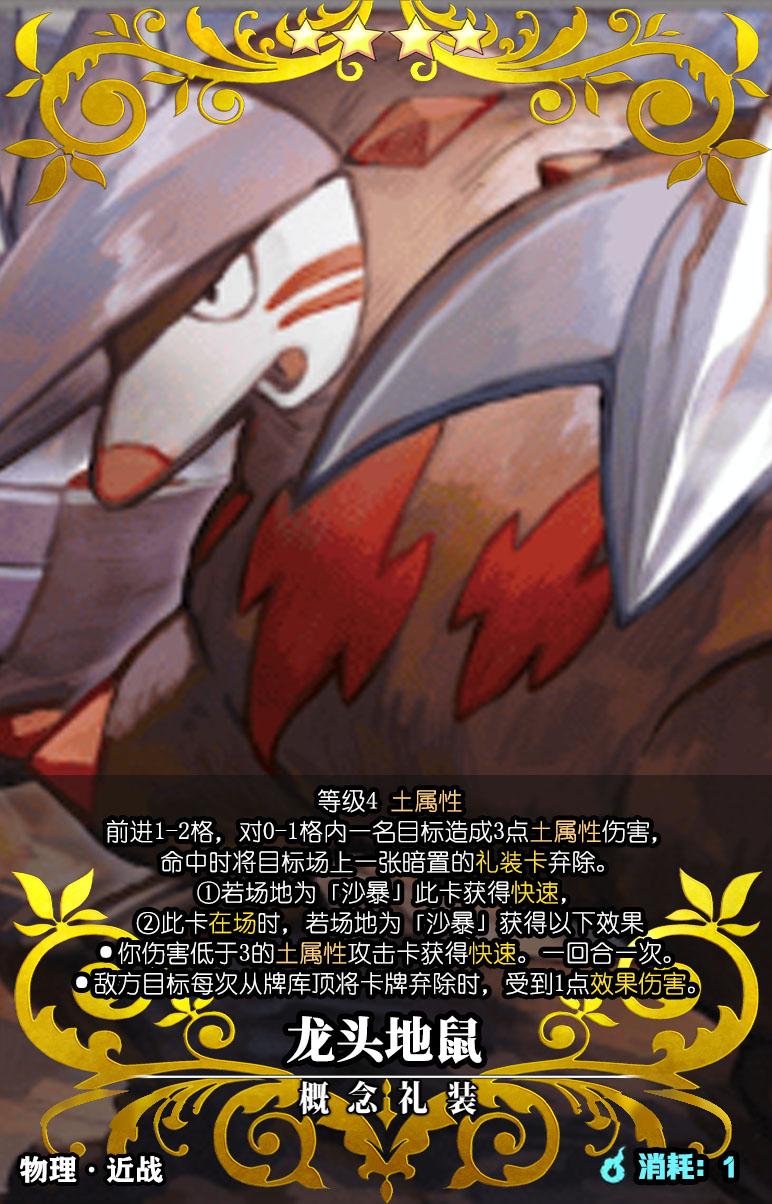 等级4 土属性
前进1-2格，对0-1格内一名目标造成3点土属性伤害，
命中时将目标场上一张暗置的礼装卡弃除。
①若场地为「沙暴」此卡获得快速，
②此卡在场时，若场地为「沙暴」获得以下效果
●你伤害低于3的土属性攻击卡获得快速。一回合一次。
●敌方目标每次从牌库顶将卡牌弃除时，受到1点效果伤害。
龙头地鼠
概念礼装
物理·近战
消耗：1